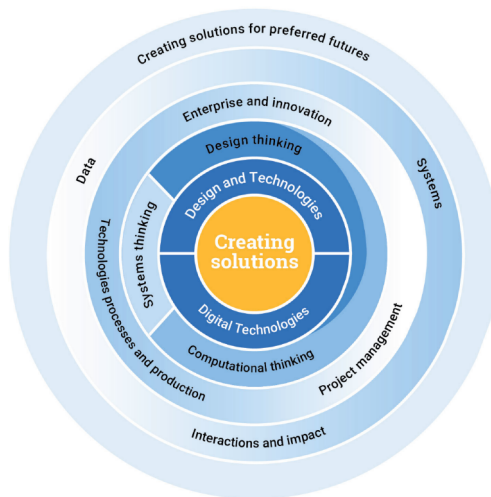 Creating solutions for preferred futures
Data
Systems
Interactions and impact
Enterprise and innovation
Technologies processes and production
Project management
Design thinking
Systems thinking
Computational thinking
Design and Technologies
Creating
solutions
Digital Technologies